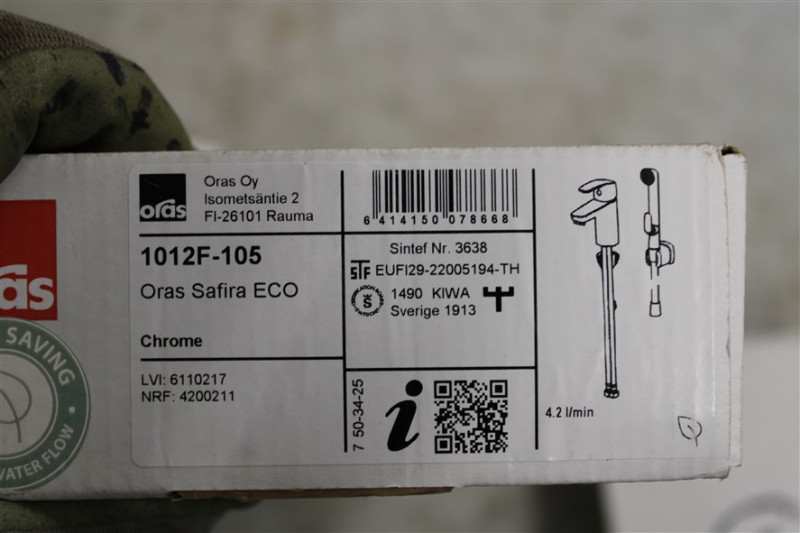 oras
Oras Oy
Isometsäntie 2
FI-26101 Rauma
1012F-105
Oras Safira ECO
Chrome
LVI: 6110217
NRF: 4200211
6 414150 078668
Sintef Nr. 3638
STF EUFI29-22005194-TH
1490 KIWA
Sverige 1913
7 50-34-25
i
4.2 l/min
as
SAVING
WATER FLOW